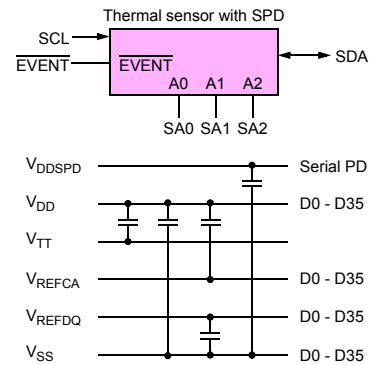 Thermal sensor with SPD
SCL
EVENT EVENT SDA
A0 A1 A2
SA0 SA1 SA2
VDDSPD Serial PD
VDD D0 - D35
VTT
VREFCA D0 - D35
VREFDQ D0 - D35
VSS D0 - D35